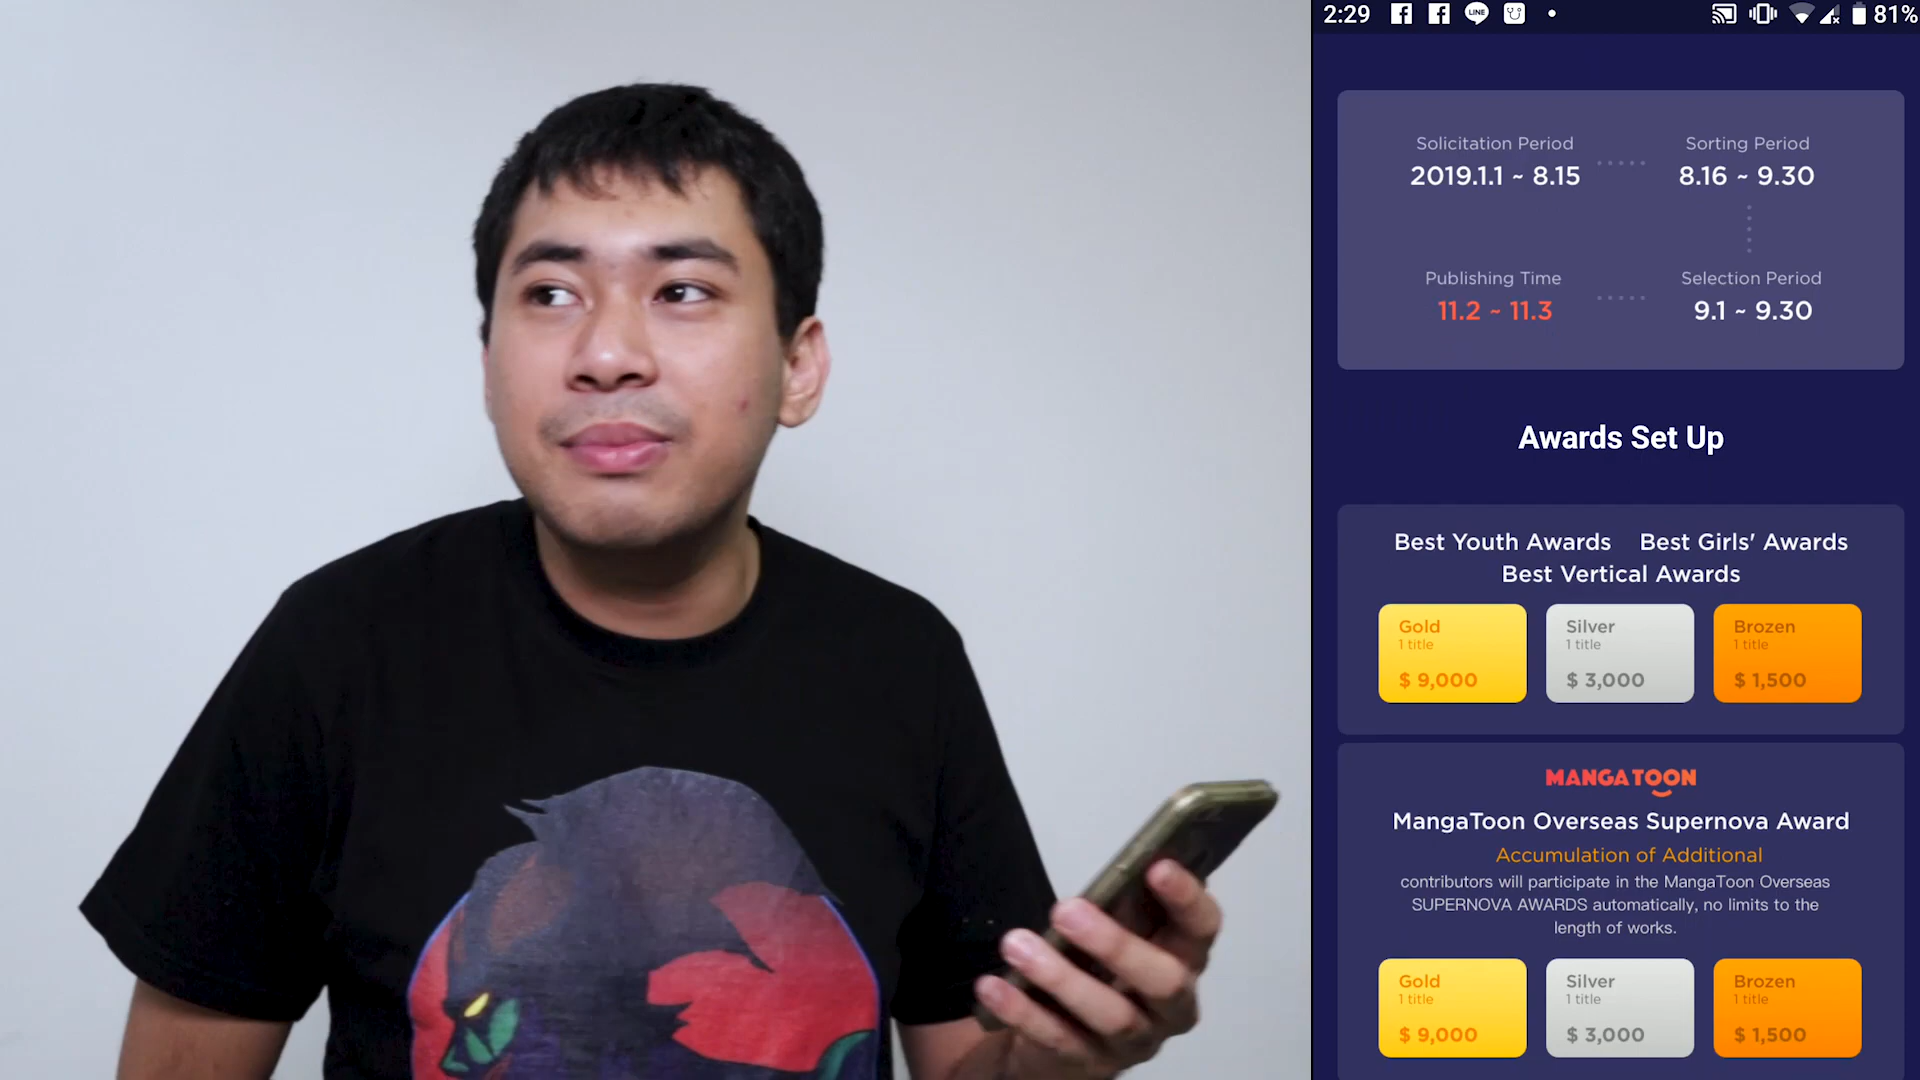 2:29
LINE
81%
Solicitation Period
2019.1.1 ~ 8.15
Sorting Period
8.16 ~ 9.30
Publishing Time
11.2 ~ 11.3
Selection Period
9.1 ~ 9.30
Awards Set Up
Best Youth Awards Best Girls' Awards
Best Vertical Awards
Gold
1 title
$ 9,000
Silver
1 title
$ 3,000
Brozen
1 title
$ 1,500
MANGATOON
MangaToon Overseas Supernova Award
Accumulation of Additional
contributors will participate in the MangaToon Overseas
SUPERNOVA AWARDS automatically, no limits to the
length of works.
Gold
1 title
$ 9,000
Silver
1 title
$ 3,000
Brozen
1 title
$ 1,500